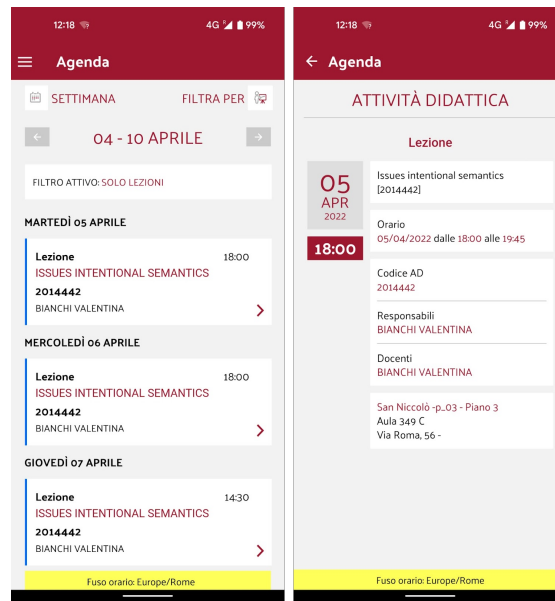 12:18
4G R 99%
Agenda
SETTIMANA
FILTRA PER
04 - 10 APRILE
FILTRO ATTIVO: SOLO LEZIONI
MARTEDÌ 05 APRILE
Lezione 18:00
ISSUES INTENTIONAL SEMANTICS
2014442
BIANCHI VALENTINA
MERCOLEDÌ 06 APRILE
Lezione 18:00
ISSUES INTENTIONAL SEMANTICS
2014442
BIANCHI VALENTINA
GIOVEDÌ 07 APRILE
Lezione 14:30
ISSUES INTENTIONAL SEMANTICS
2014442
BIANCHI VALENTINA
Fuso orario: Europe/Rome
12:18
4G R 99%
Agenda
ATTIVITÀ DIDATTICA
Lezione
05
APR
2022
18:00
Issues intentional semantics
[2014442]
Orario
05/04/2022 dalle 18:00 alle 19:45
Codice AD
2014442
Responsabili
BIANCHI VALENTINA
Docenti
BIANCHI VALENTINA
San Niccolò -p_03 - Piano 3
Aula 349 C
Via Roma, 56 -
Fuso orario: Europe/Rome